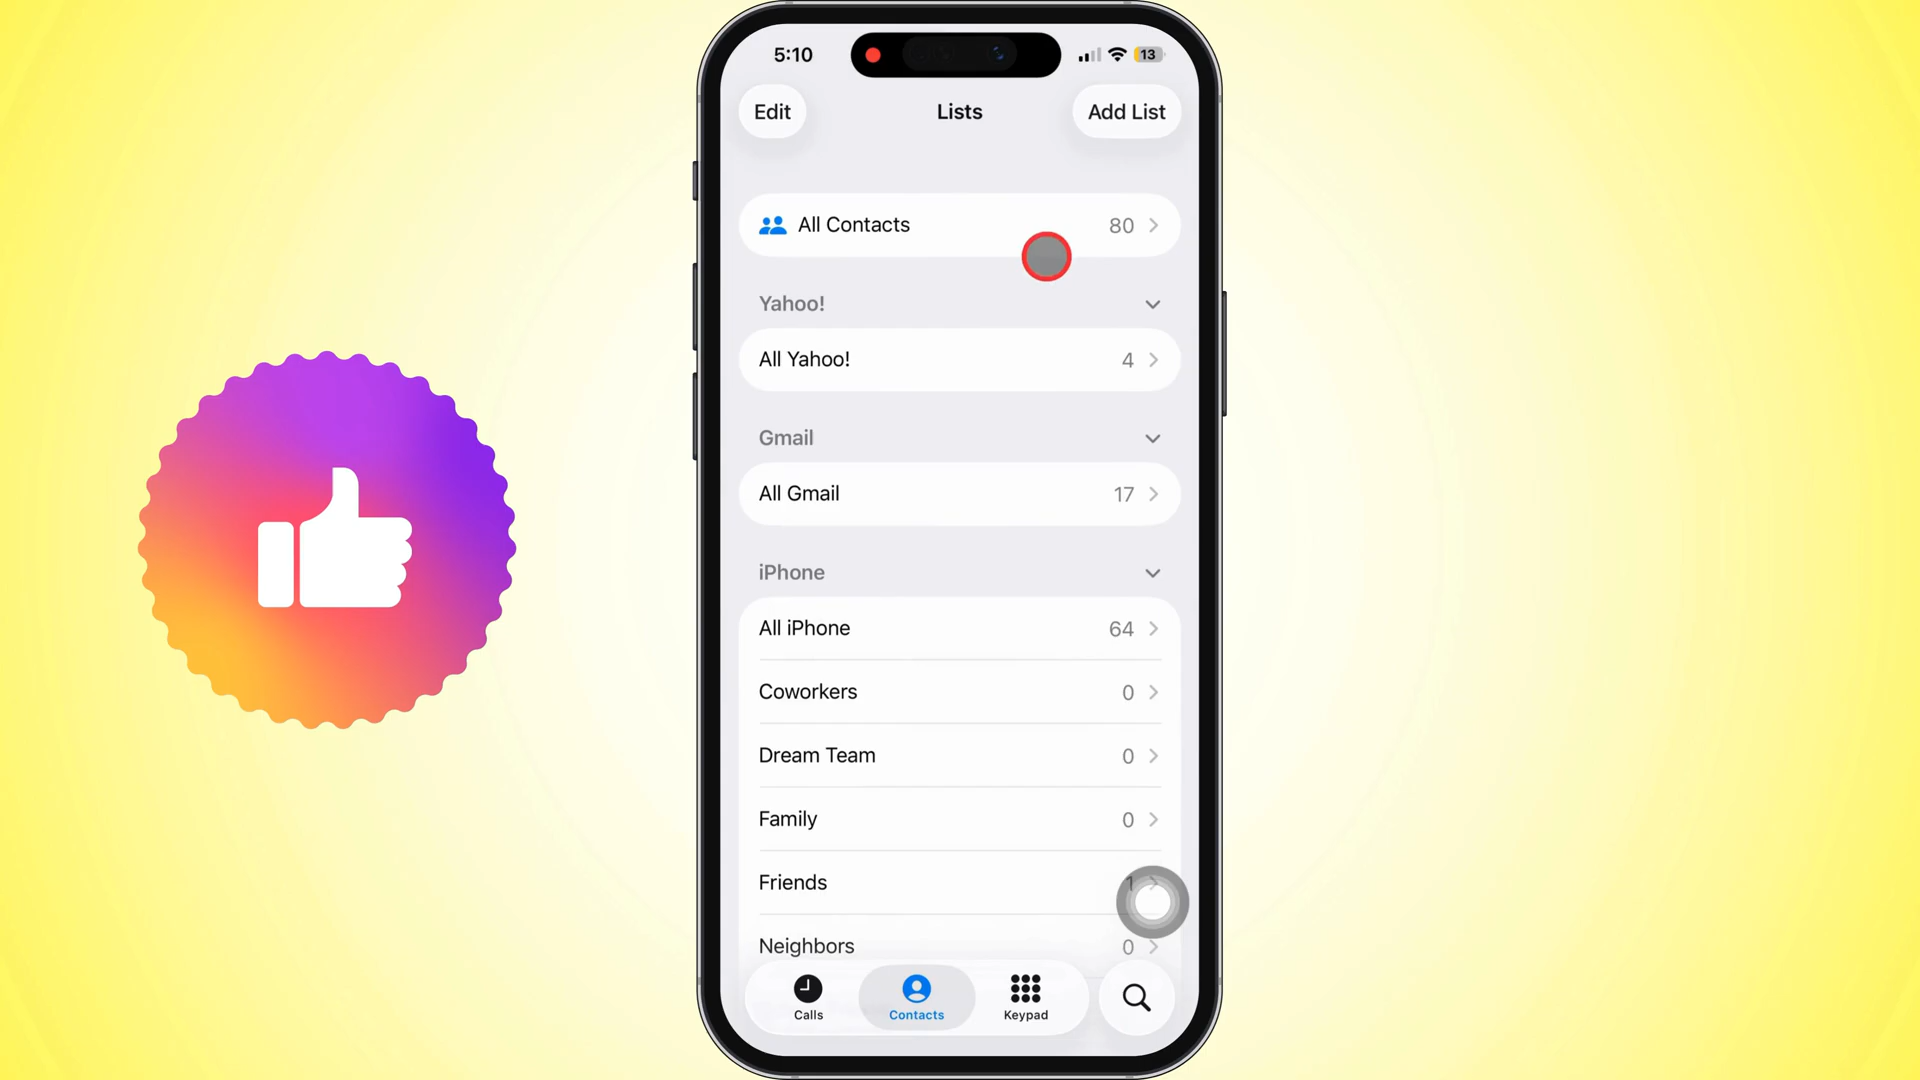 5:10
13
Edit
Lists
Add List
All Contacts 80
Yahoo!
All Yahoo! 4
Gmail
All Gmail 17
iPhone
All iPhone 64
Coworkers 0
Dream Team 0
Family 0
Friends 1
Neighbors 0
Calls
Contacts
Keypad